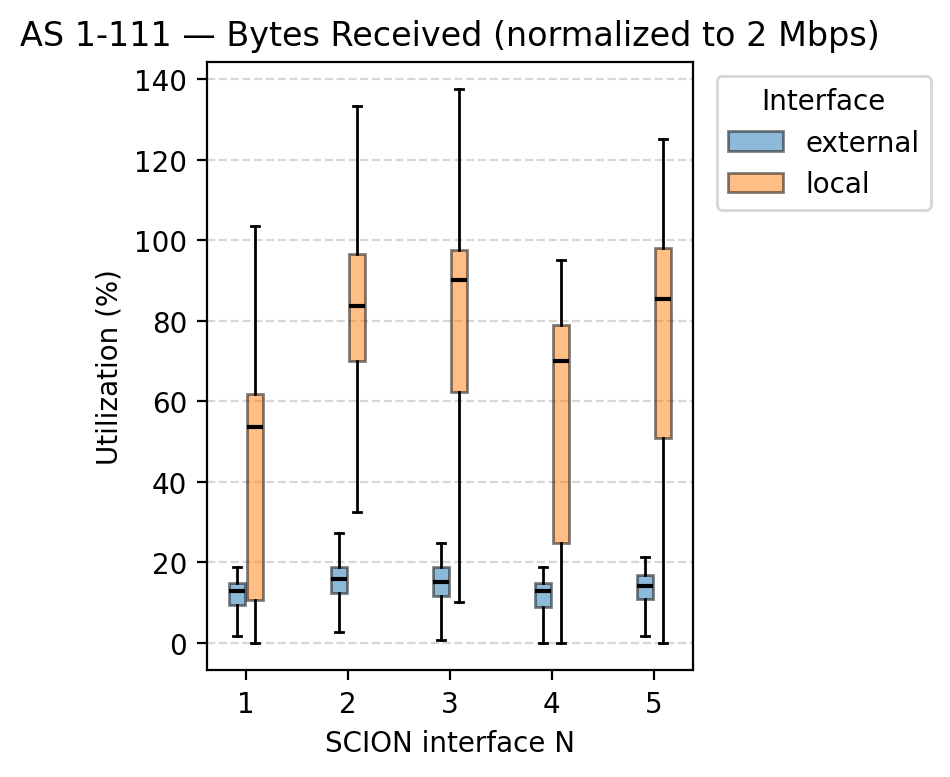 AS 1-111 — Bytes Received (normalized to 2 Mbps)
Interface
external
local
Utilization (%)
140
120
100
80
60
40
20
0
1 2 3 4 5
SCION interface N